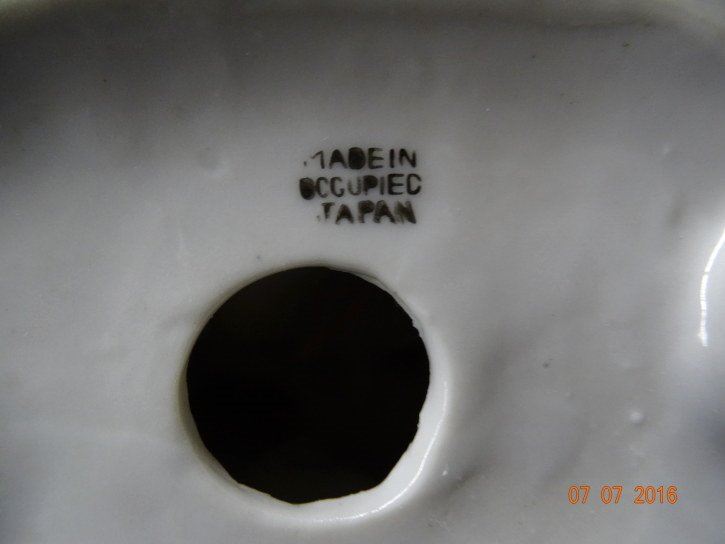 MADE IN
OCCUPIED
JAPAN
07 07 2016